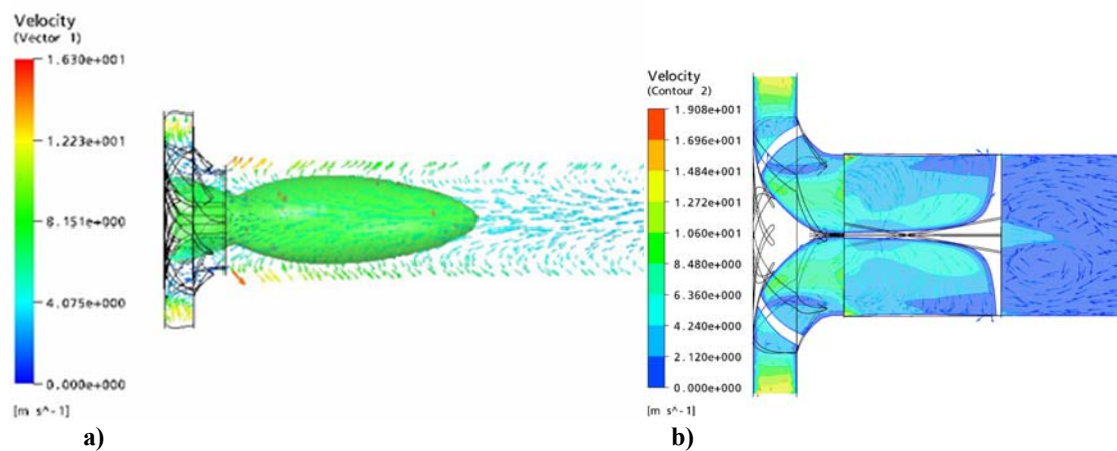 Velocity
(Vector 1)
1.630e+001
1.223e+001
8.151e+000
4.075e+000
0.000e+000
[m s^-1]
a)
Velocity
(Contour 2)
1.908e+001
1.696e+001
1.484e+001
1.272e+001
1.060e+001
8.480e+000
6.360e+000
4.240e+000
2.120e+000
0.000e+000
[m s^-1]
b)